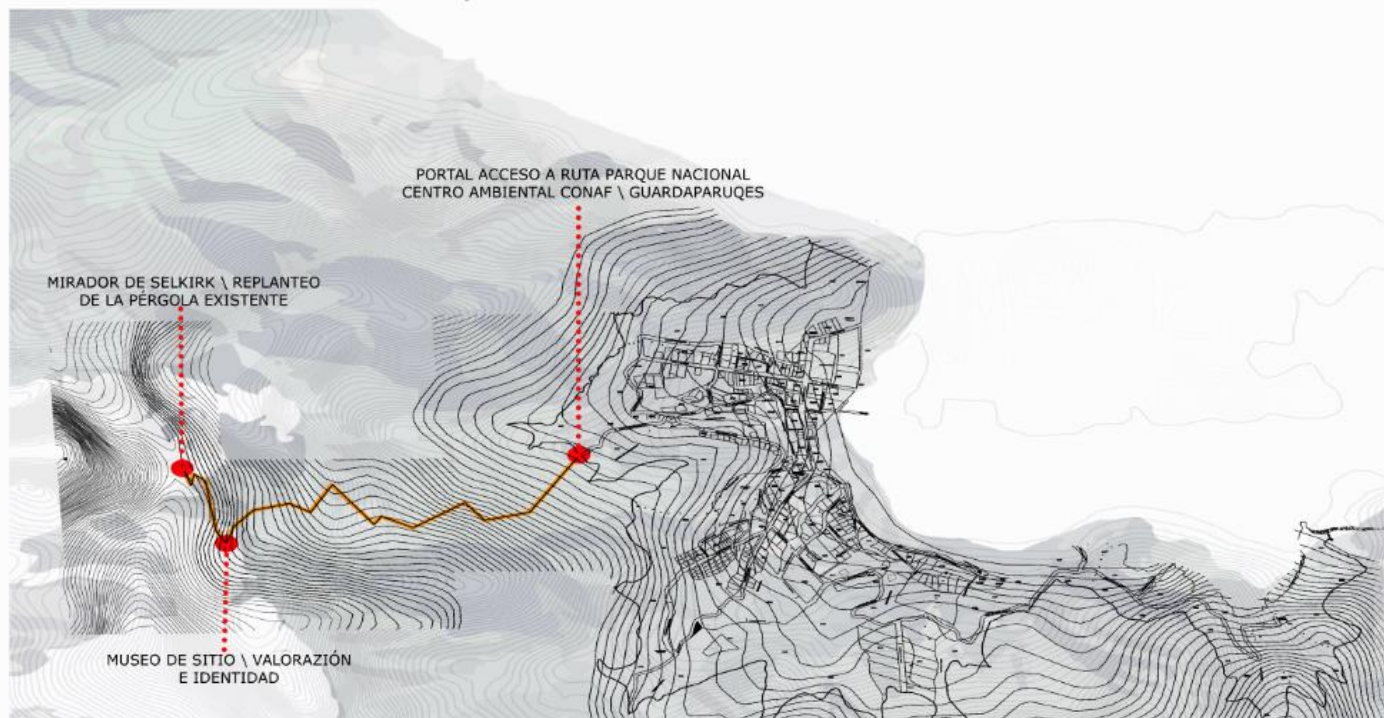 PORTAL ACCESO A RUTA PARQUE NACIONAL
CENTRO AMBIENTAL CONAF \ GUARDAPARUQES
MIRADOR DE SELKIRK \ REPLANTEO
DE LA PÉRGOLA EXISTENTE
MUSEO DE SITIO \ VALORAZIÓN
E IDENTIDAD